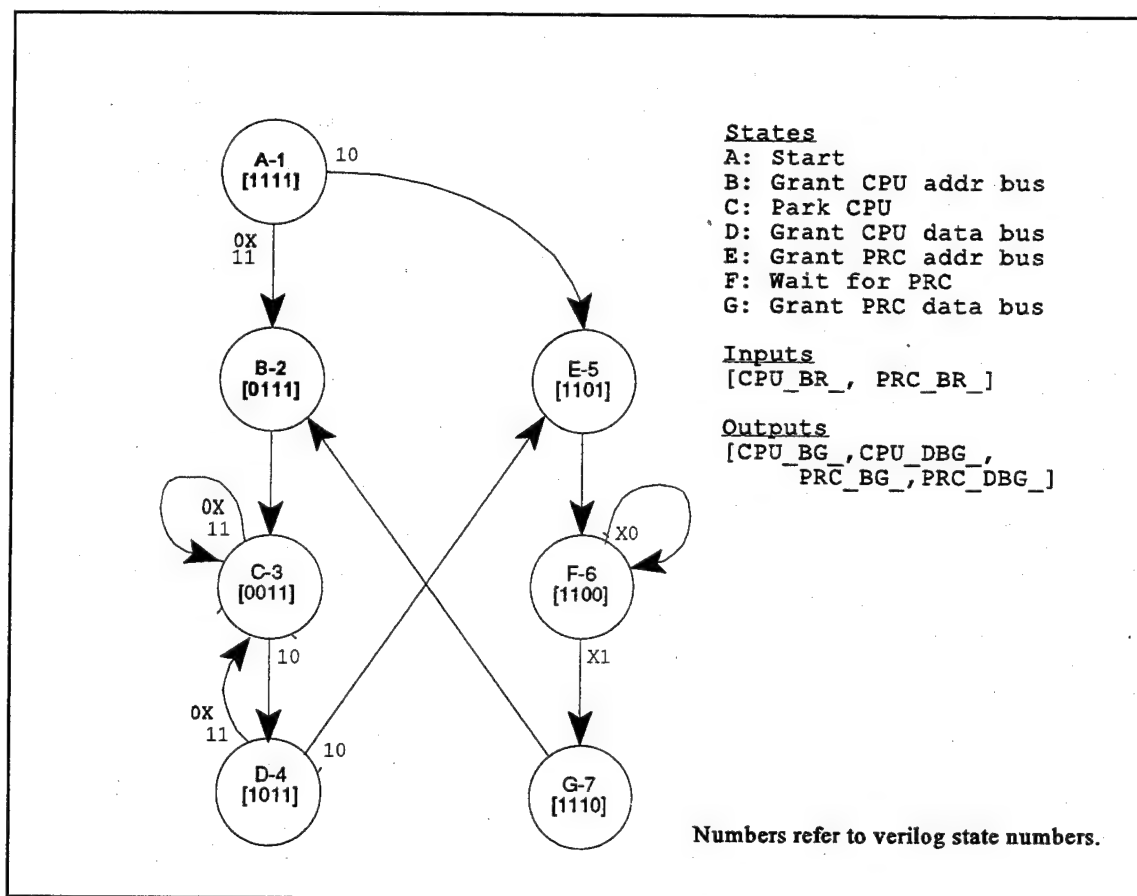 A-1
[1111]
10
0X
11
B-2
[0111]
E-5
[1101]
0X
11
C-3
[0011]
10
X0
F-6
[1100]
X1
0X
11
D-4
[1011]
10
G-7
[1110]
States
A: Start
B: Grant CPU addr bus
C: Park CPU
D: Grant CPU data bus
E: Grant PRC addr bus
F: Wait for PRC
G: Grant PRC data bus
Inputs
[CPU_BR_, PRC_BR_]
Outputs
[CPU_BG_,CPU_DBG_,
PRC_BG_,PRC_DBG_]
Numbers refer to verilog state numbers.